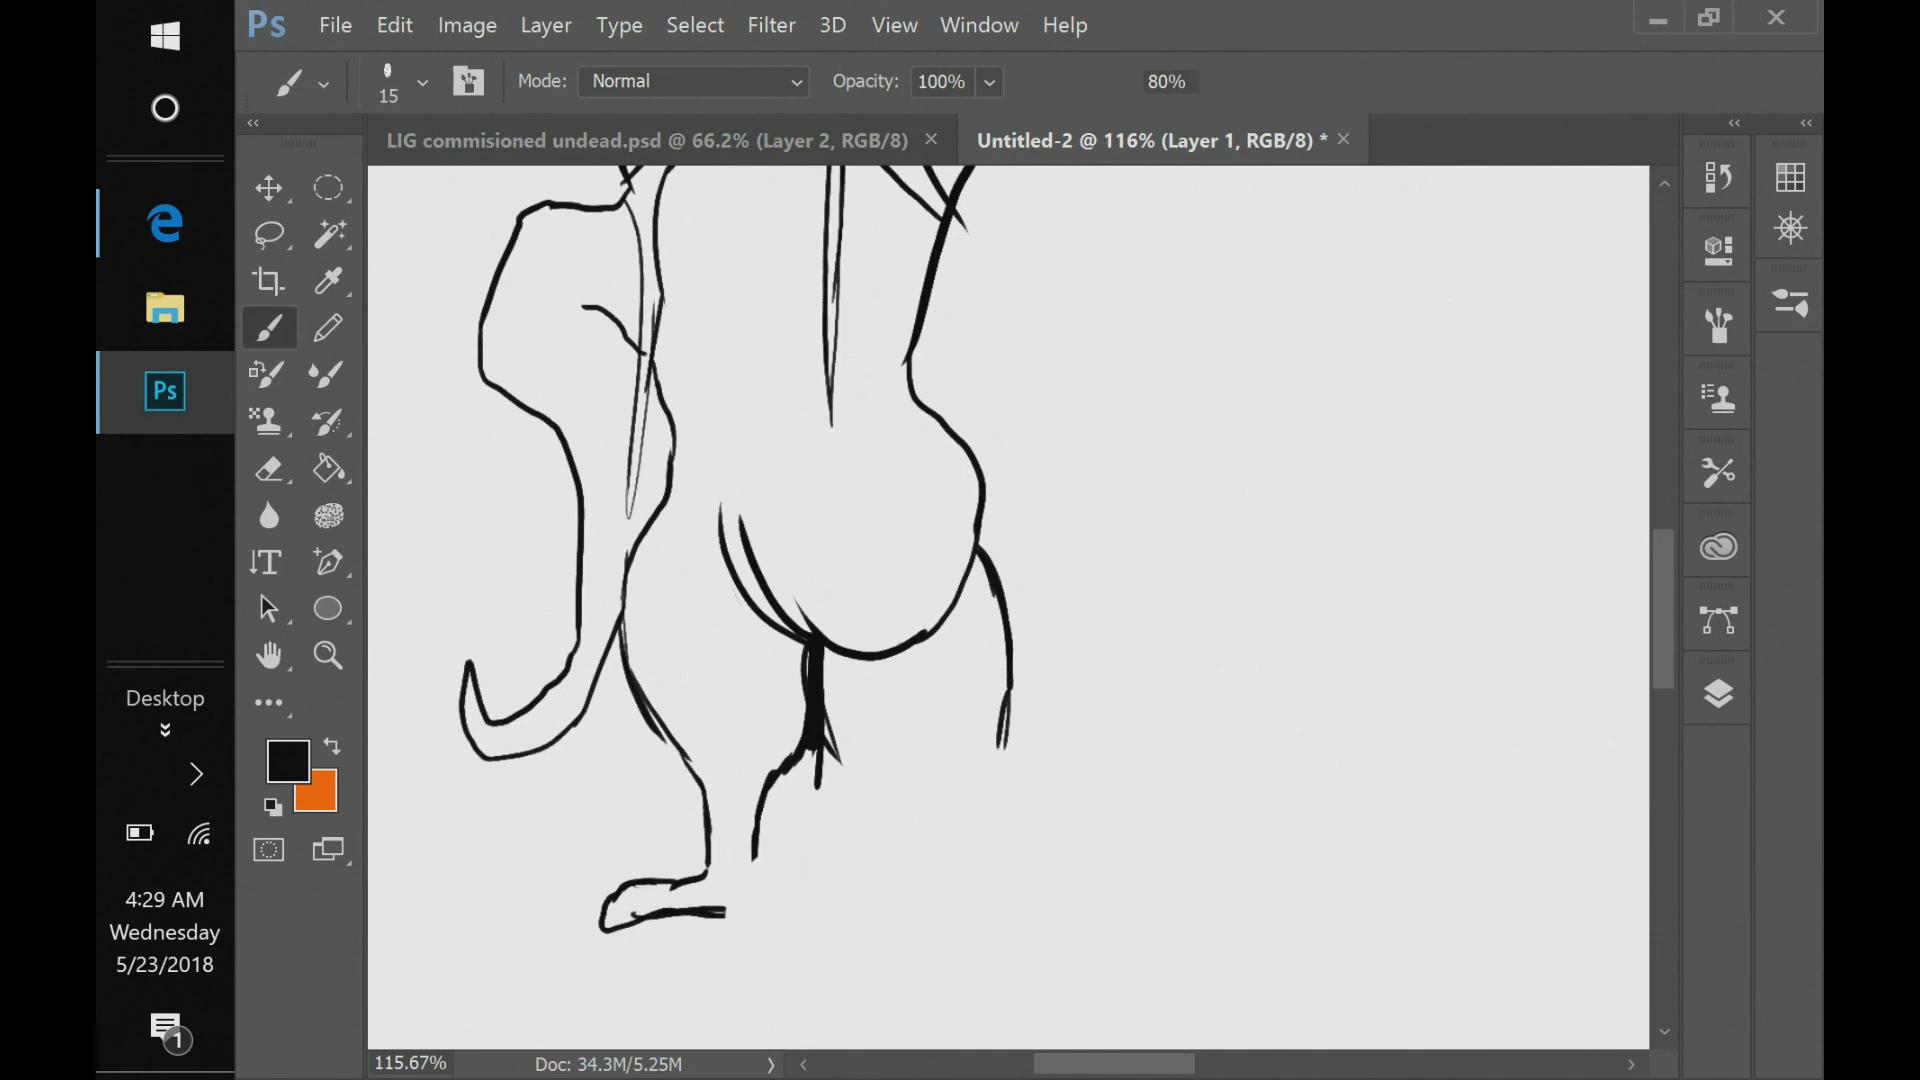 Ps File Edit Image Layer Type Select Filter 3D View Window Help
15 Mode: Normal Opacity: 100% 80%
LIG commisioned undead.psd @ 66.2% (Layer 2, RGB/8) Untitled-2 @ 116% (Layer 1, RGB/8) *
Ps
Desktop
4:29 AM
Wednesday
5/23/2018
1
115.67% Doc: 34.3M/5.25M